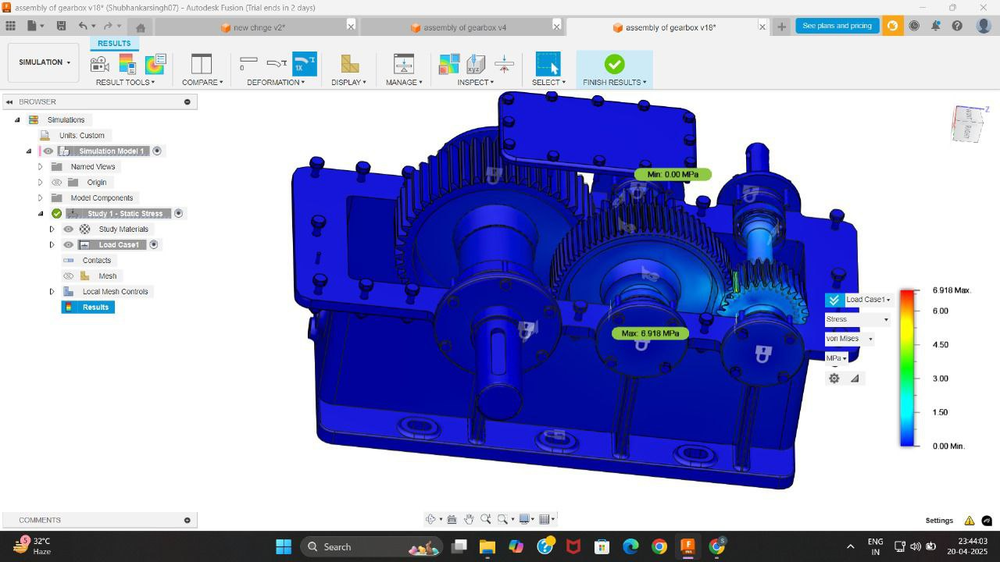 assembly of gearbox v18* (Shubhankarsingh07) - Autodesk Fusion (Trial ends in 2 days)
new chnge v2*
assembly of gearbox v4
assembly of gearbox v18*
See plans and pricing
RESULTS
SIMULATION
RESULT TOOLS
COMPARE
DEFORMATION
DISPLAY
MANAGE
INSPECT
SELECT
FINISH RESULTS
0
1X
xyz
BROWSER
Simulations
Units: Custom
Simulation Model 1
Named Views
Origin
Model Components
Study 1 - Static Stress
Study Materials
Load Case1
Contacts
Mesh
Local Mesh Controls
Results
Z
RIGHT
Min: 0.00 MPa
Max: 6.918 MPa
Load Case1
Stress
von Mises
MPa
6.918 Max.
6.00
4.50
3.00
1.50
0.00 Min.
COMMENTS
Settings
5
32°C
Haze
Search
ENG
IN
23:44:03
20-04-2025